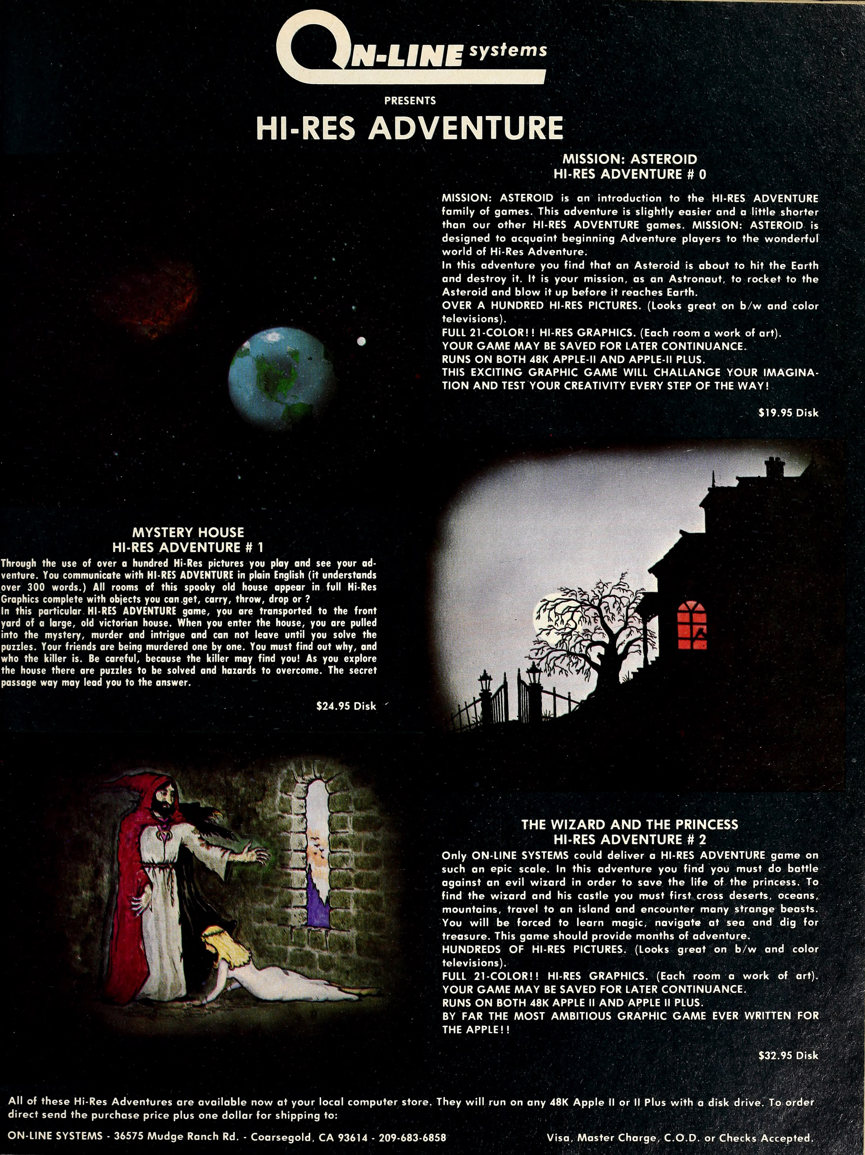 ON-LINE systems
PRESENTS
HI-RES ADVENTURE
MISSION: ASTEROID
HI-RES ADVENTURE # 0
MISSION: ASTEROID is an introduction to the HI-RES ADVENTURE
family of games. This adventure is slightly easier and a little shorter
than our other HI-RES ADVENTURE games. MISSION: ASTEROID is
designed to acquaint beginning Adventure players to the wonderful
world of Hi-Res Adventure.
In this adventure you find that an Asteroid is about to hit the Earth
and destroy it. It is your mission, as an Astronaut, to rocket to the
Asteroid and blow it up before it reaches Earth.
OVER A HUNDRED HI-RES PICTURES. (Looks great on b/w and color
televisions).
FULL 21-COLOR!! HI-RES GRAPHICS. (Each room a work of art).
YOUR GAME MAY BE SAVED FOR LATER CONTINUANCE.
RUNS ON BOTH 48K APPLE-II AND APPLE-II PLUS.
THIS EXCITING GRAPHIC GAME WILL CHALLANGE YOUR IMAGINA-
TION AND TEST YOUR CREATIVITY EVERY STEP OF THE WAY!
$19.95 Disk
MYSTERY HOUSE
HI-RES ADVENTURE # 1
Through the use of over a hundred Hi-Res pictures you play and see your ad-
venture. You communicate with HI-RES ADVENTURE in plain English (it understands
over 300 words.) All rooms of this spooky old house appear in full Hi-Res
Graphics complete with objects you can get, carry, throw, drop or ?
In this particular HI-RES ADVENTURE game, you are transported to the front
yard of a large, old victorian house. When you enter the house, you are pulled
into the mystery, murder and intrigue and can not leave until you solve the
puzzles. Your friends are being murdered one by one. You must find out why, and
who the killer is. Be careful, because the killer may find you! As you explore
the house there are puzzles to be solved and hazards to overcome. The secret
passage way may lead you to the answer.
$24.95 Disk
THE WIZARD AND THE PRINCESS
HI-RES ADVENTURE # 2
Only ON-LINE SYSTEMS could deliver a HI-RES ADVENTURE game on
such an epic scale. In this adventure you find you must do battle
against an evil wizard in order to save the life of the princess. To
find the wizard and his castle you must first cross deserts, oceans,
mountains, travel to an island and encounter many strange beasts.
You will be forced to learn magic, navigate at sea and dig for
treasure. This game should provide months of adventure.
HUNDREDS OF HI-RES PICTURES. (Looks great on b/w and color
televisions).
FULL 21-COLOR!! HI-RES GRAPHICS. (Each room a work of art).
YOUR GAME MAY BE SAVED FOR LATER CONTINUANCE.
RUNS ON BOTH 48K APPLE II AND APPLE II PLUS.
BY FAR THE MOST AMBITIOUS GRAPHIC GAME EVER WRITTEN FOR
THE APPLE!!
$32.95 Disk
All of these Hi-Res Adventures are available now at your local computer store. They will run on any 48K Apple II or II Plus with a disk drive. To order
direct send the purchase price plus one dollar for shipping to:
ON-LINE SYSTEMS - 36575 Mudge Ranch Rd. - Coarsegold, CA 93614 - 209-683-6858
Visa, Master Charge, C.O.D. or Checks Accepted.